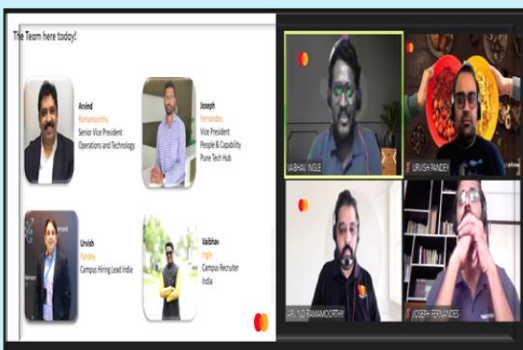 The Team here today!
Arvind
Ramamoorthy
Senior Vice President
Operations and Technology
Joseph
Fernandes
Vice President
People & Capability
Pune Tech Hub
Urvish
Pandey
Campus Hiring Lead India
Vaibhav
Ingle
Campus Recruiter
India
VAIBHAV INGLE
URVISH PANDEY
ARVIND RAMAMOORTHY
JOSEPH FERNANDES